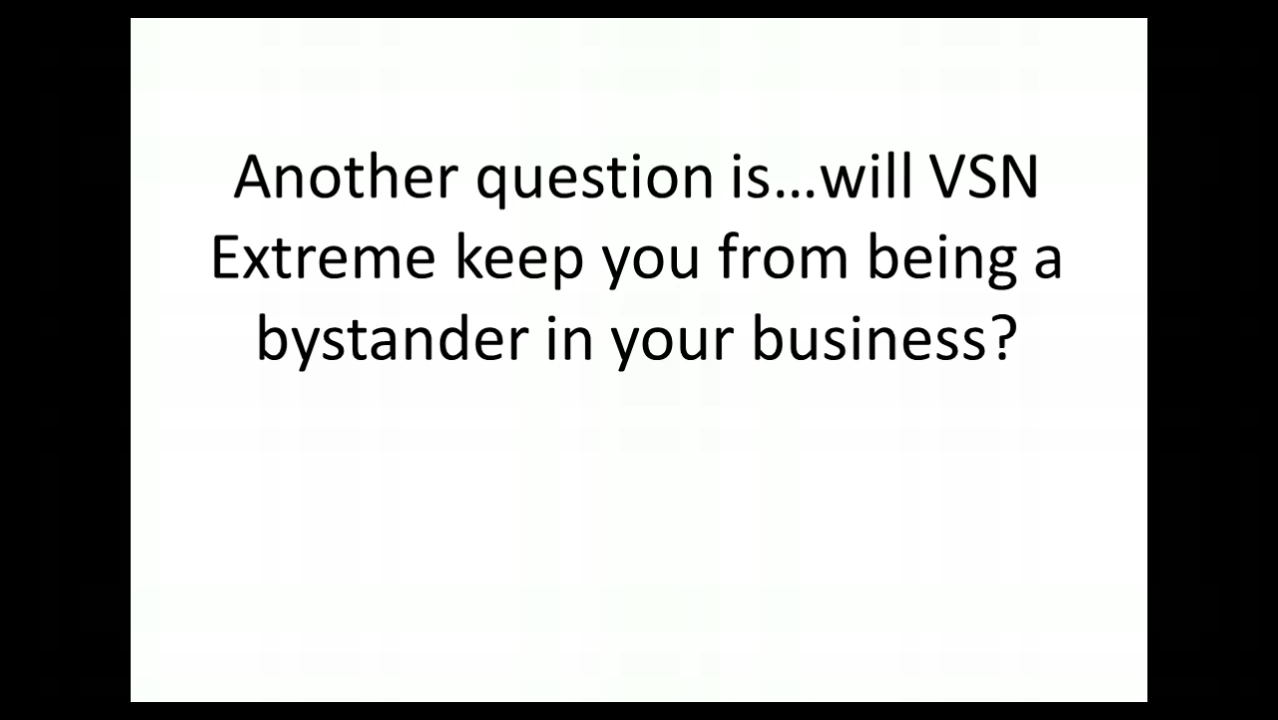 Another question is...will VSN
Extreme keep you from being a
bystander in your business?